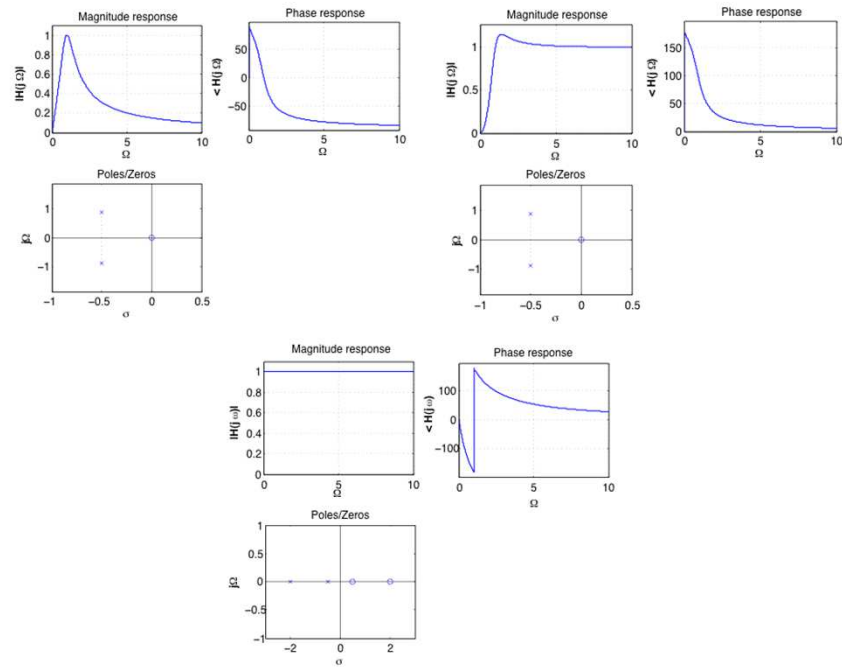 Magnitude response
1
0.8
0.6
0.4
0.2
0
0
5
10
|H(j Ω)|
Ω
Phase response
50
0
−50
0
5
10
< H(j Ω)
Ω
Poles/Zeros
1
0
−1
−1
−0.5
0
0.5
jΩ
σ
Magnitude response
1
0.5
0
0
5
10
|H(j Ω)|
Ω
Phase response
150
100
50
0
0
5
10
< H(j Ω)
Ω
Poles/Zeros
1
0
−1
−1
−0.5
0
0.5
jΩ
σ
Magnitude response
1
0.8
0.6
0.4
0.2
0
0
5
10
|H(j ω)|
Ω
Phase response
100
0
−100
0
5
10
< H(j ω)
Ω
Poles/Zeros
1
0.5
0
−0.5
−1
−2
0
2
jΩ
σ